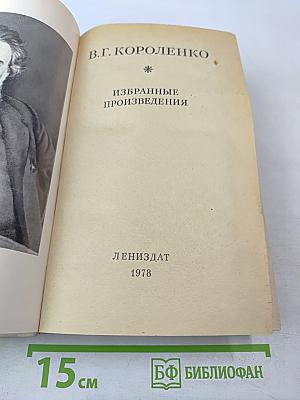 В.Г. КОРОЛЕНКО
*
ИЗБРАННЫЕ
ПРОИЗВЕДЕНИЯ
ЛЕНИЗДАТ
1978
15 см
БФ БИБЛИОФАН